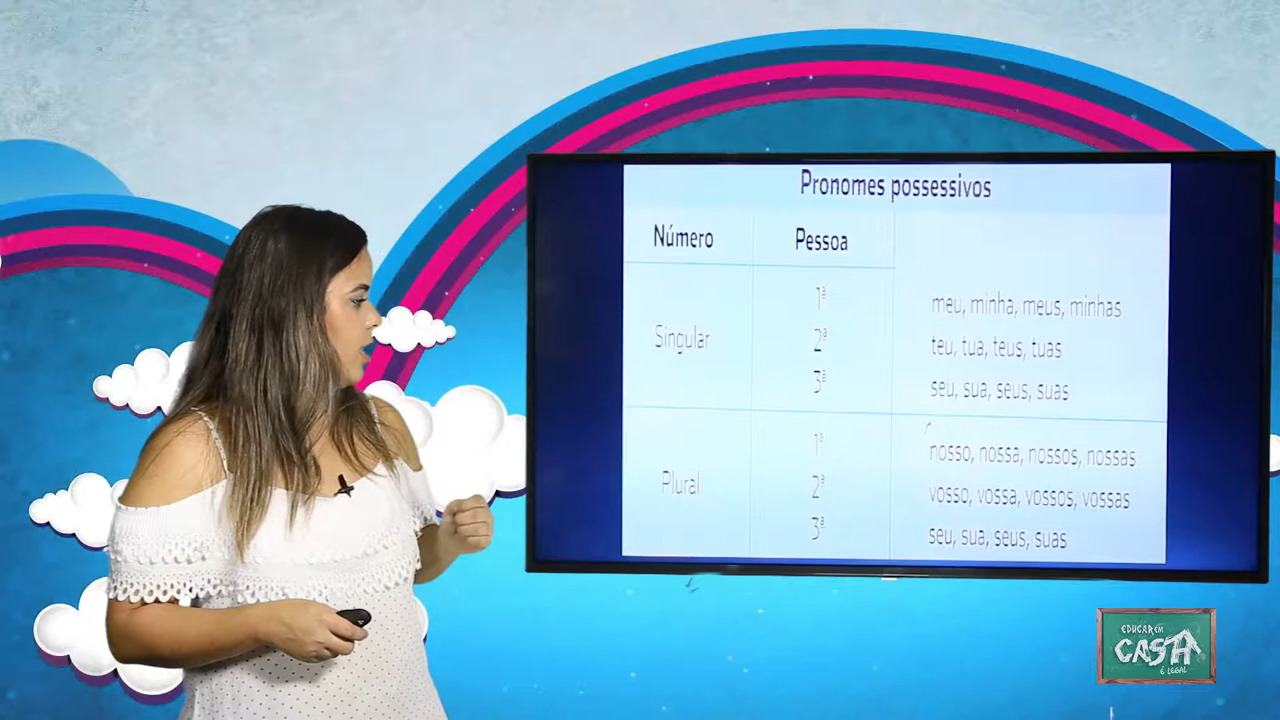 Pronomes possessivos
Número Pessoa
1ª meu, minha, meus, minhas
Singular 2ª teu, tua, teus, tuas
3ª seu, sua, seus, suas
1ª nosso, nossa, nossos, nossas
Plural 2ª vosso, vossa, vossos, vossas
3ª seu, sua, seus, suas
EDUCAR EM
CASA
É LEGAL